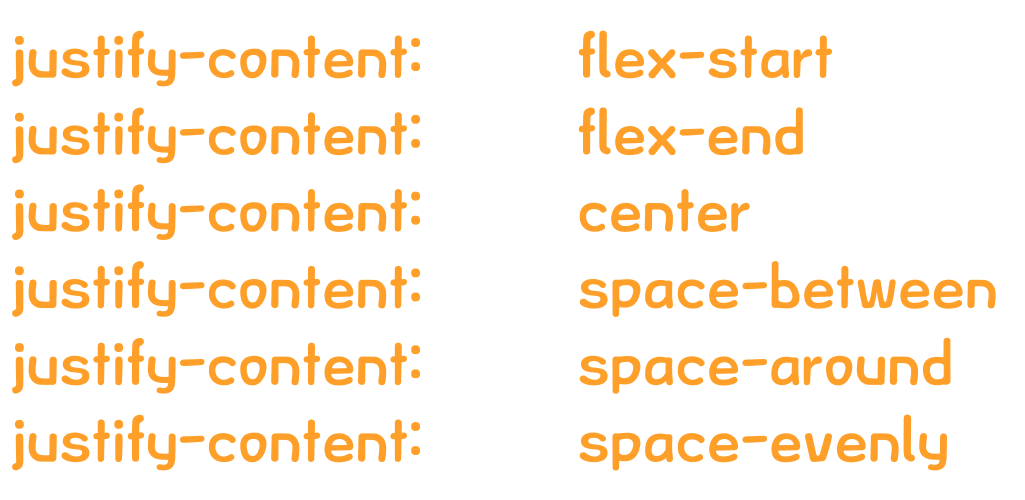 justify-content: flex-start
justify-content: flex-end
justify-content: center
justify-content: space-between
justify-content: space-around
justify-content: space-evenly